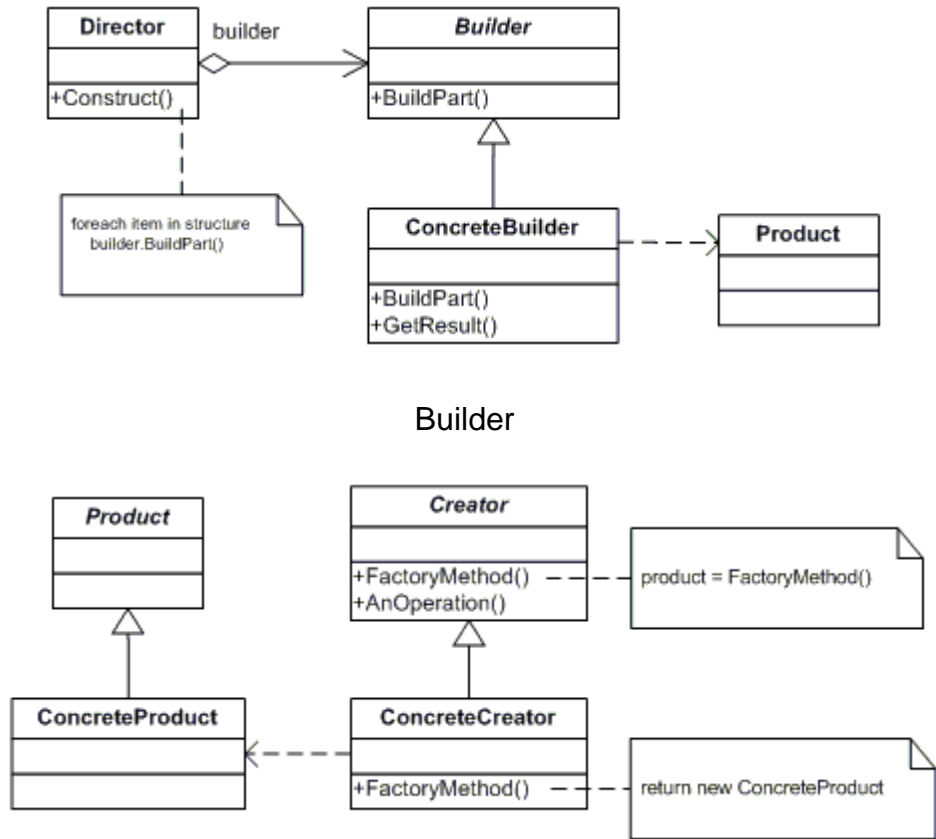 Director
builder
Builder
+Construct()
+BuildPart()
foreach item in structure
builder.BuildPart()
ConcreteBuilder
Product
+BuildPart()
+GetResult()
Builder
Product
Creator
+FactoryMethod()
+AnOperation()
product = FactoryMethod()
ConcreteProduct
ConcreteCreator
+FactoryMethod()
return new ConcreteProduct